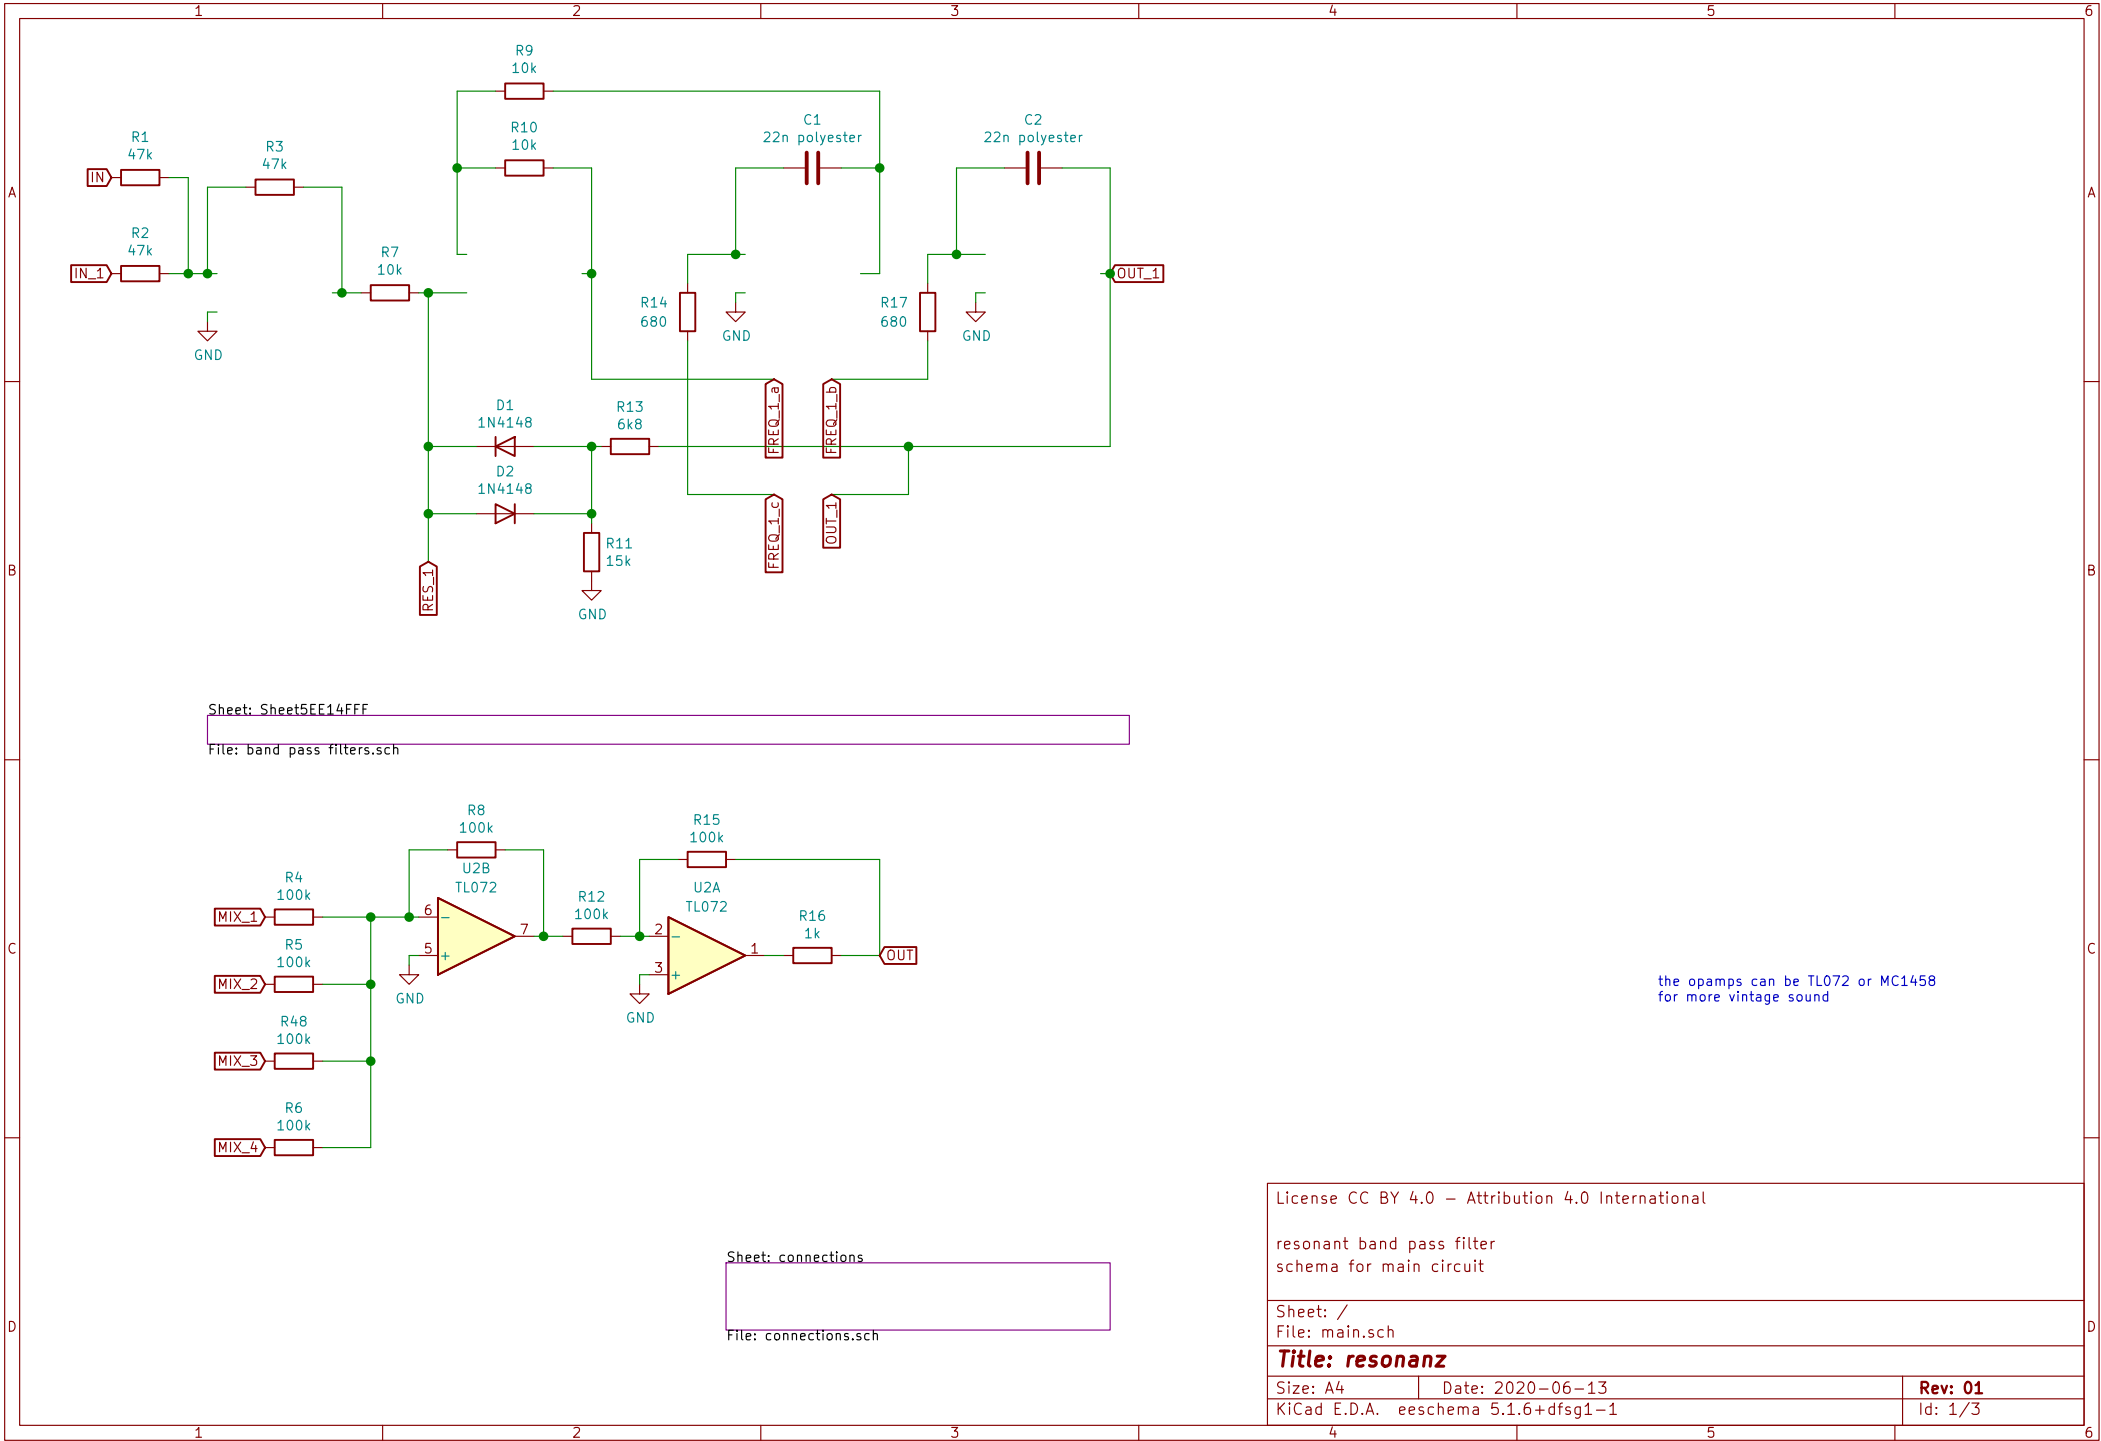 1 2 3 4 5 6
A
B
C
D
A
B
C
D
1 2 3 4 5 6
R9
10k
R10
10k
C1
22n polyester
C2
22n polyester
R1
47k
R3
47k
IN
R2
47k
IN_1
R7
10k
GND
R14
680
GND
R17
680
GND
OUT_1
FREQ_1_a
FREQ_1_b
D1
1N4148
R13
6k8
D2
1N4148
FREQ_1_c
OUT_1
R11
15k
RES_1
GND
Sheet: Sheet5EE14FFF
File: band pass filters.sch
R8
100k
U2B
TL072
R15
100k
U2A
TL072
R4
100k
MIX_1
6
−
5
+
7
R12
100k
2
−
3
+
1
R16
1k
OUT
R5
100k
MIX_2
GND
GND
R48
100k
MIX_3
R6
100k
MIX_4
the opamps can be TL072 or MC1458
for more vintage sound
Sheet: connections
File: connections.sch
License CC BY 4.0 − Attribution 4.0 International
resonant band pass filter
schema for main circuit
Sheet: /
File: main.sch
Title: resonanz
Size: A4 Date: 2020−06−13 Rev: 01
KiCad E.D.A. eeschema 5.1.6+dfsg1−1 Id: 1/3